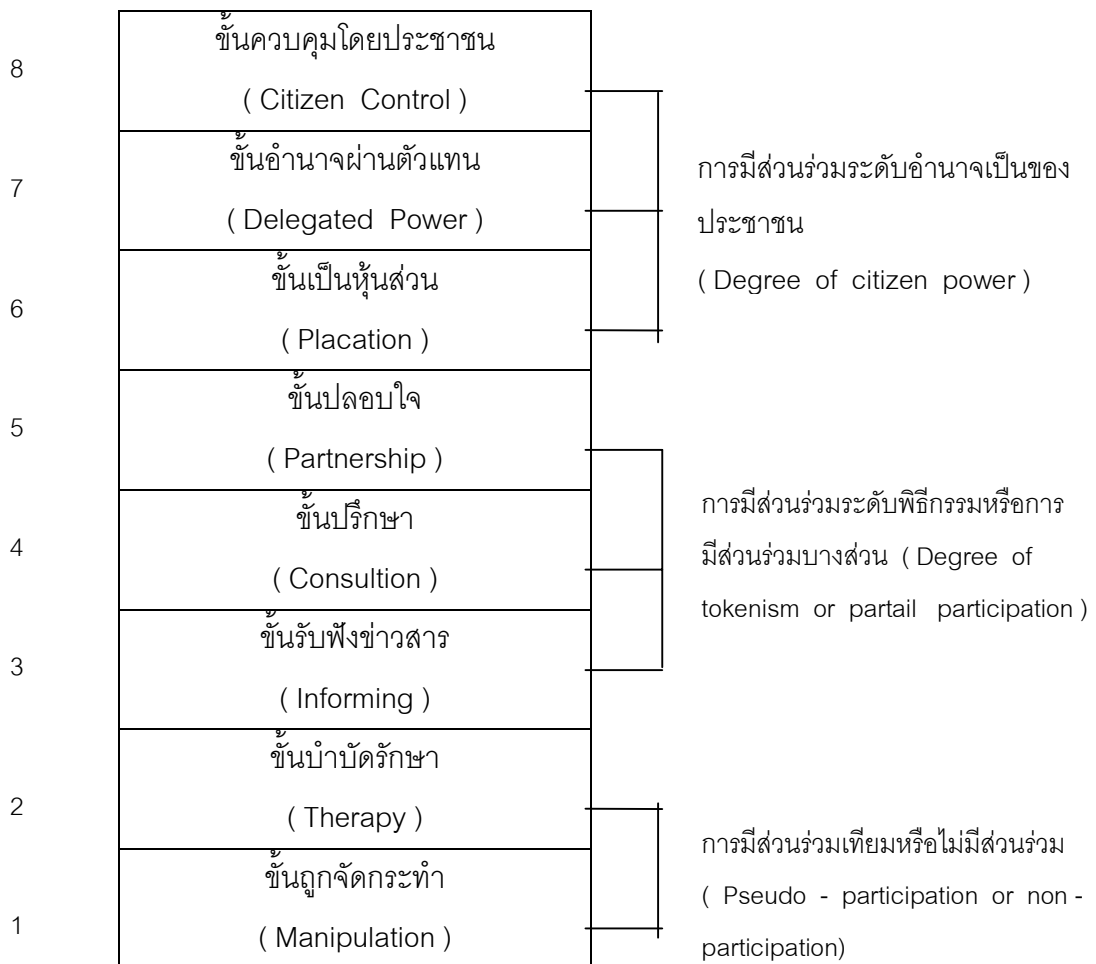 8
ขั้นควบคุมโดยประชาชน
( Citizen Control )
7
ขั้นอำนาจผ่านตัวแทน
( Delegated Power )
6
ขั้นเป็นหุ้นส่วน
( Placation )
การมีส่วนร่วมระดับอำนาจเป็นของ
ประชาชน
( Degree of citizen power )
5
ขั้นปลอบใจ
( Partnership )
4
ขั้นปรึกษา
( Consultion )
3
ขั้นรับฟังข่าวสาร
( Informing )
การมีส่วนร่วมระดับพิธีกรรมหรือการ
มีส่วนร่วมบางส่วน ( Degree of
tokenism or partail participation )
2
ขั้นบำบัดรักษา
( Therapy )
1
ขั้นถูกจัดกระทำ
( Manipulation )
การมีส่วนร่วมเทียมหรือไม่มีส่วนร่วม
( Pseudo - participation or non -
participation)